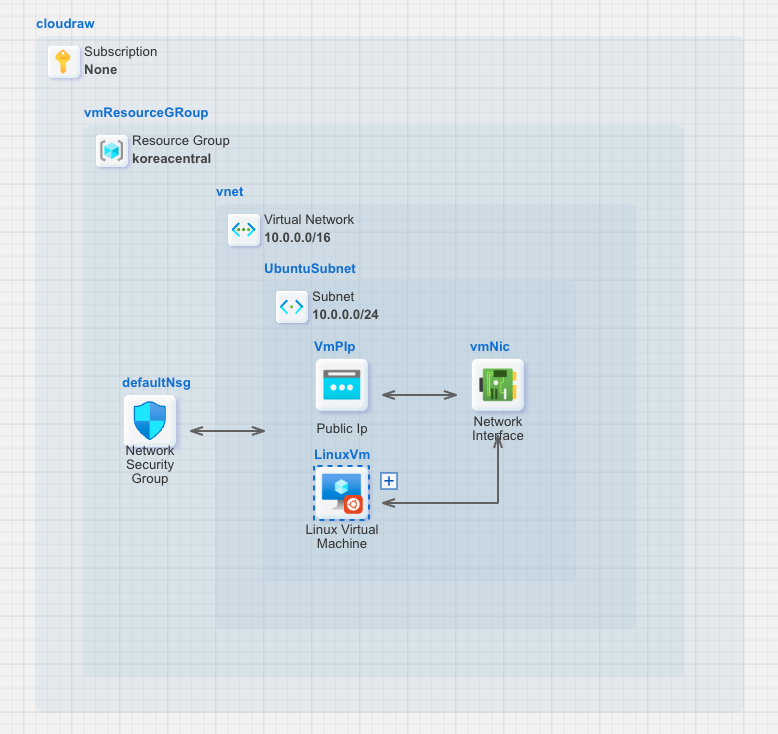 cloudraw
Subscription
None
vmResourceGRoup
Resource Group
koreacentral
vnet
Virtual Network
10.0.0.0/16
UbuntuSubnet
Subnet
10.0.0.0/24
VmPIp
Public Ip
vmNic
Network
Interface
defaultNsg
Network
Security
Group
LinuxVm
Linux Virtual
Machine